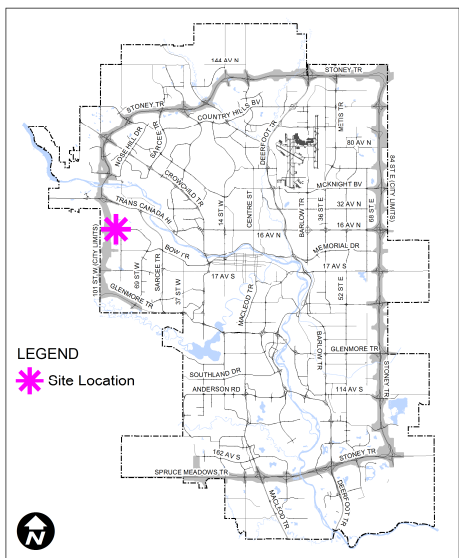 144 AV N
STONEY TR
STONEY TR
COUNTRY HILLS BV
SARCEE TR
NOSE HILL DR
DEERFOOT TR
METIS TR
80 AV N
CROWCHILD TR
MCKNIGHT BV
84 ST E (CITY LIMITS)
68 ST E
TRANS CANADA HI
14 ST W
CENTRE ST
BARLOW TR
36 ST E
32 AV N
16 AV N
16 AV N
101 ST W (CITY LIMITS)
BOW TR
MEMORIAL DR
69 ST W
SARCEE TR
37 ST W
17 AV S
17 AV S
52 ST E
GLENMORE TR
MACLEOD TR
BARLOW TR
GLENMORE TR
LEGEND
Site Location
SOUTHLAND DR
ANDERSON RD
114 AV S
STONEY TR
162 AV S
STONEY TR
SPRUCE MEADOWS TR
MACLEOD TR
DEERFOOT TR
N